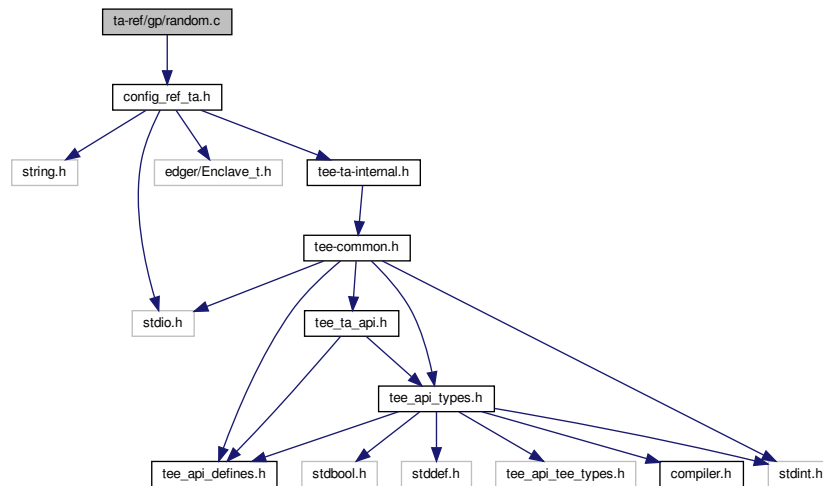 ta-ref/gp/random.c
config_ref_ta.h
string.h
edger/Enclave_t.h
tee-ta-internal.h
tee-common.h
stdio.h
tee_ta_api.h
tee_api_types.h
tee_api_defines.h
stdbool.h
stddef.h
tee_api_tee_types.h
compiler.h
stdint.h